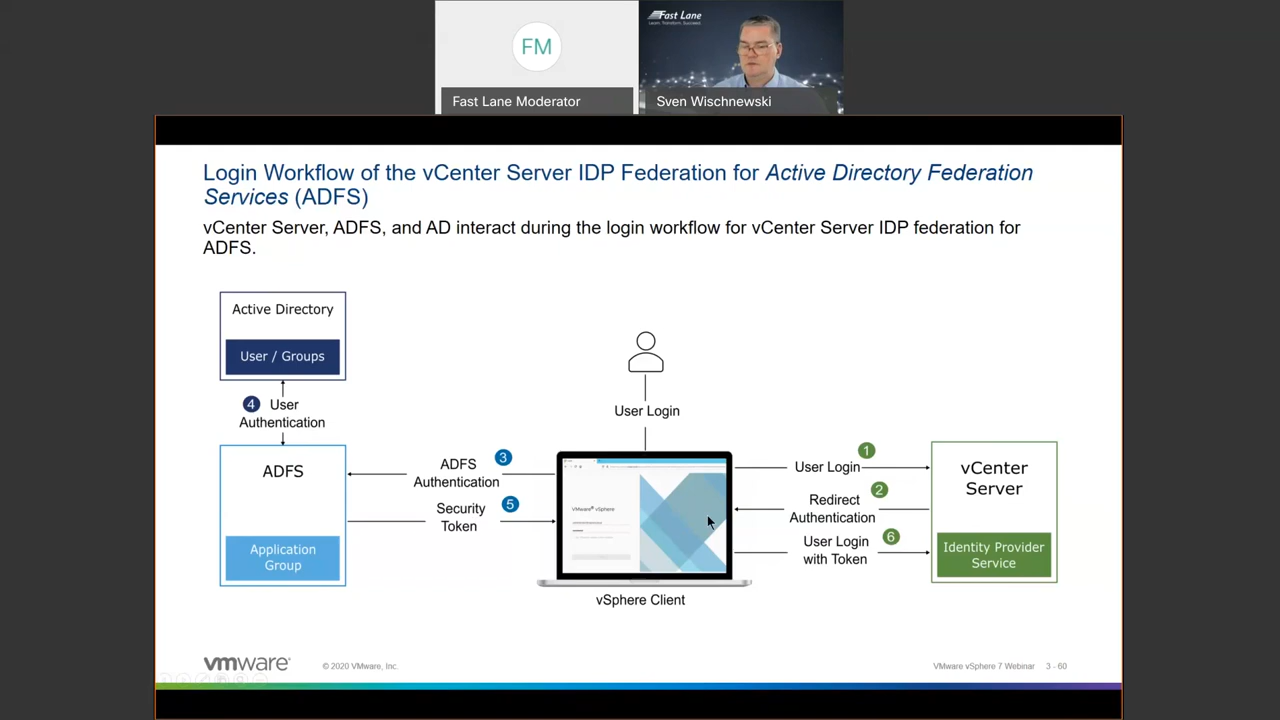 FM
Fast Lane Moderator
Fast Lane
Sven Wischnewski
Login Workflow of the vCenter Server IDP Federation for Active Directory Federation
Services (ADFS)
vCenter Server, ADFS, and AD interact during the login workflow for vCenter Server IDP federation for
ADFS.
Active Directory
User / Groups
4 User
Authentication
ADFS
Application
Group
ADFS 3
Authentication
Security 5
Token
User Login
VMware® vSphere
vSphere Client
1
User Login
2
Redirect
Authentication
User Login 6
with Token
vCenter
Server
Identity Provider
Service
vmware®
© 2020 VMware, Inc.
VMware vSphere 7 Webinar 3 - 60